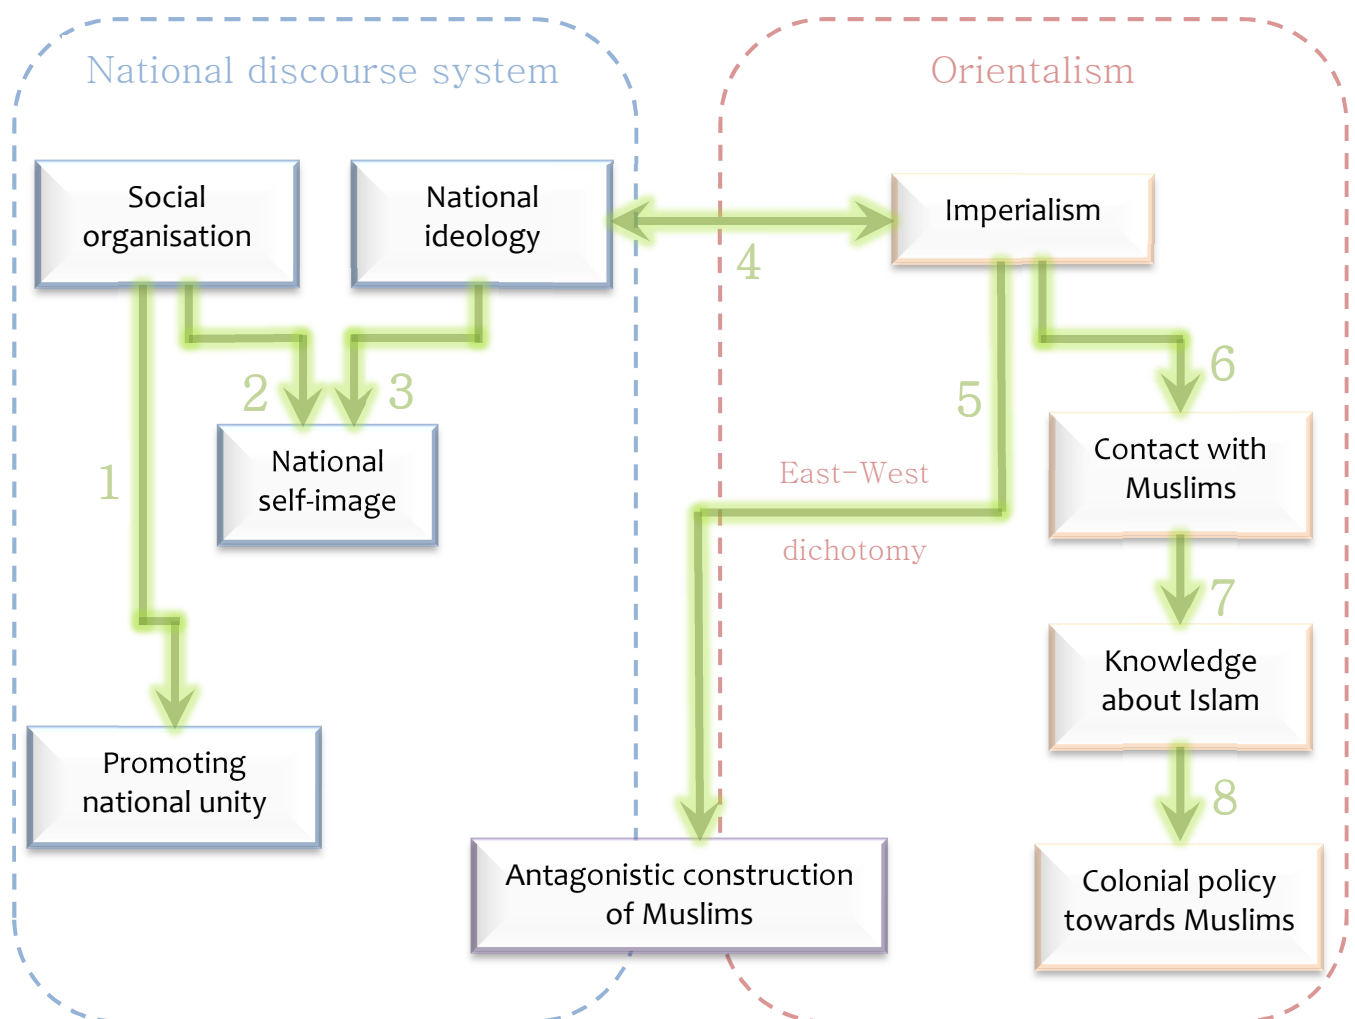 National discourse system
Orientalism
Social
organisation
National
ideology
Imperialism
4
2
3
5
6
1
National
self-image
East-West
dichotomy
Contact with
Muslims
7
Knowledge
about Islam
Promoting
national unity
8
Antagonistic construction
of Muslims
Colonial policy
towards Muslims